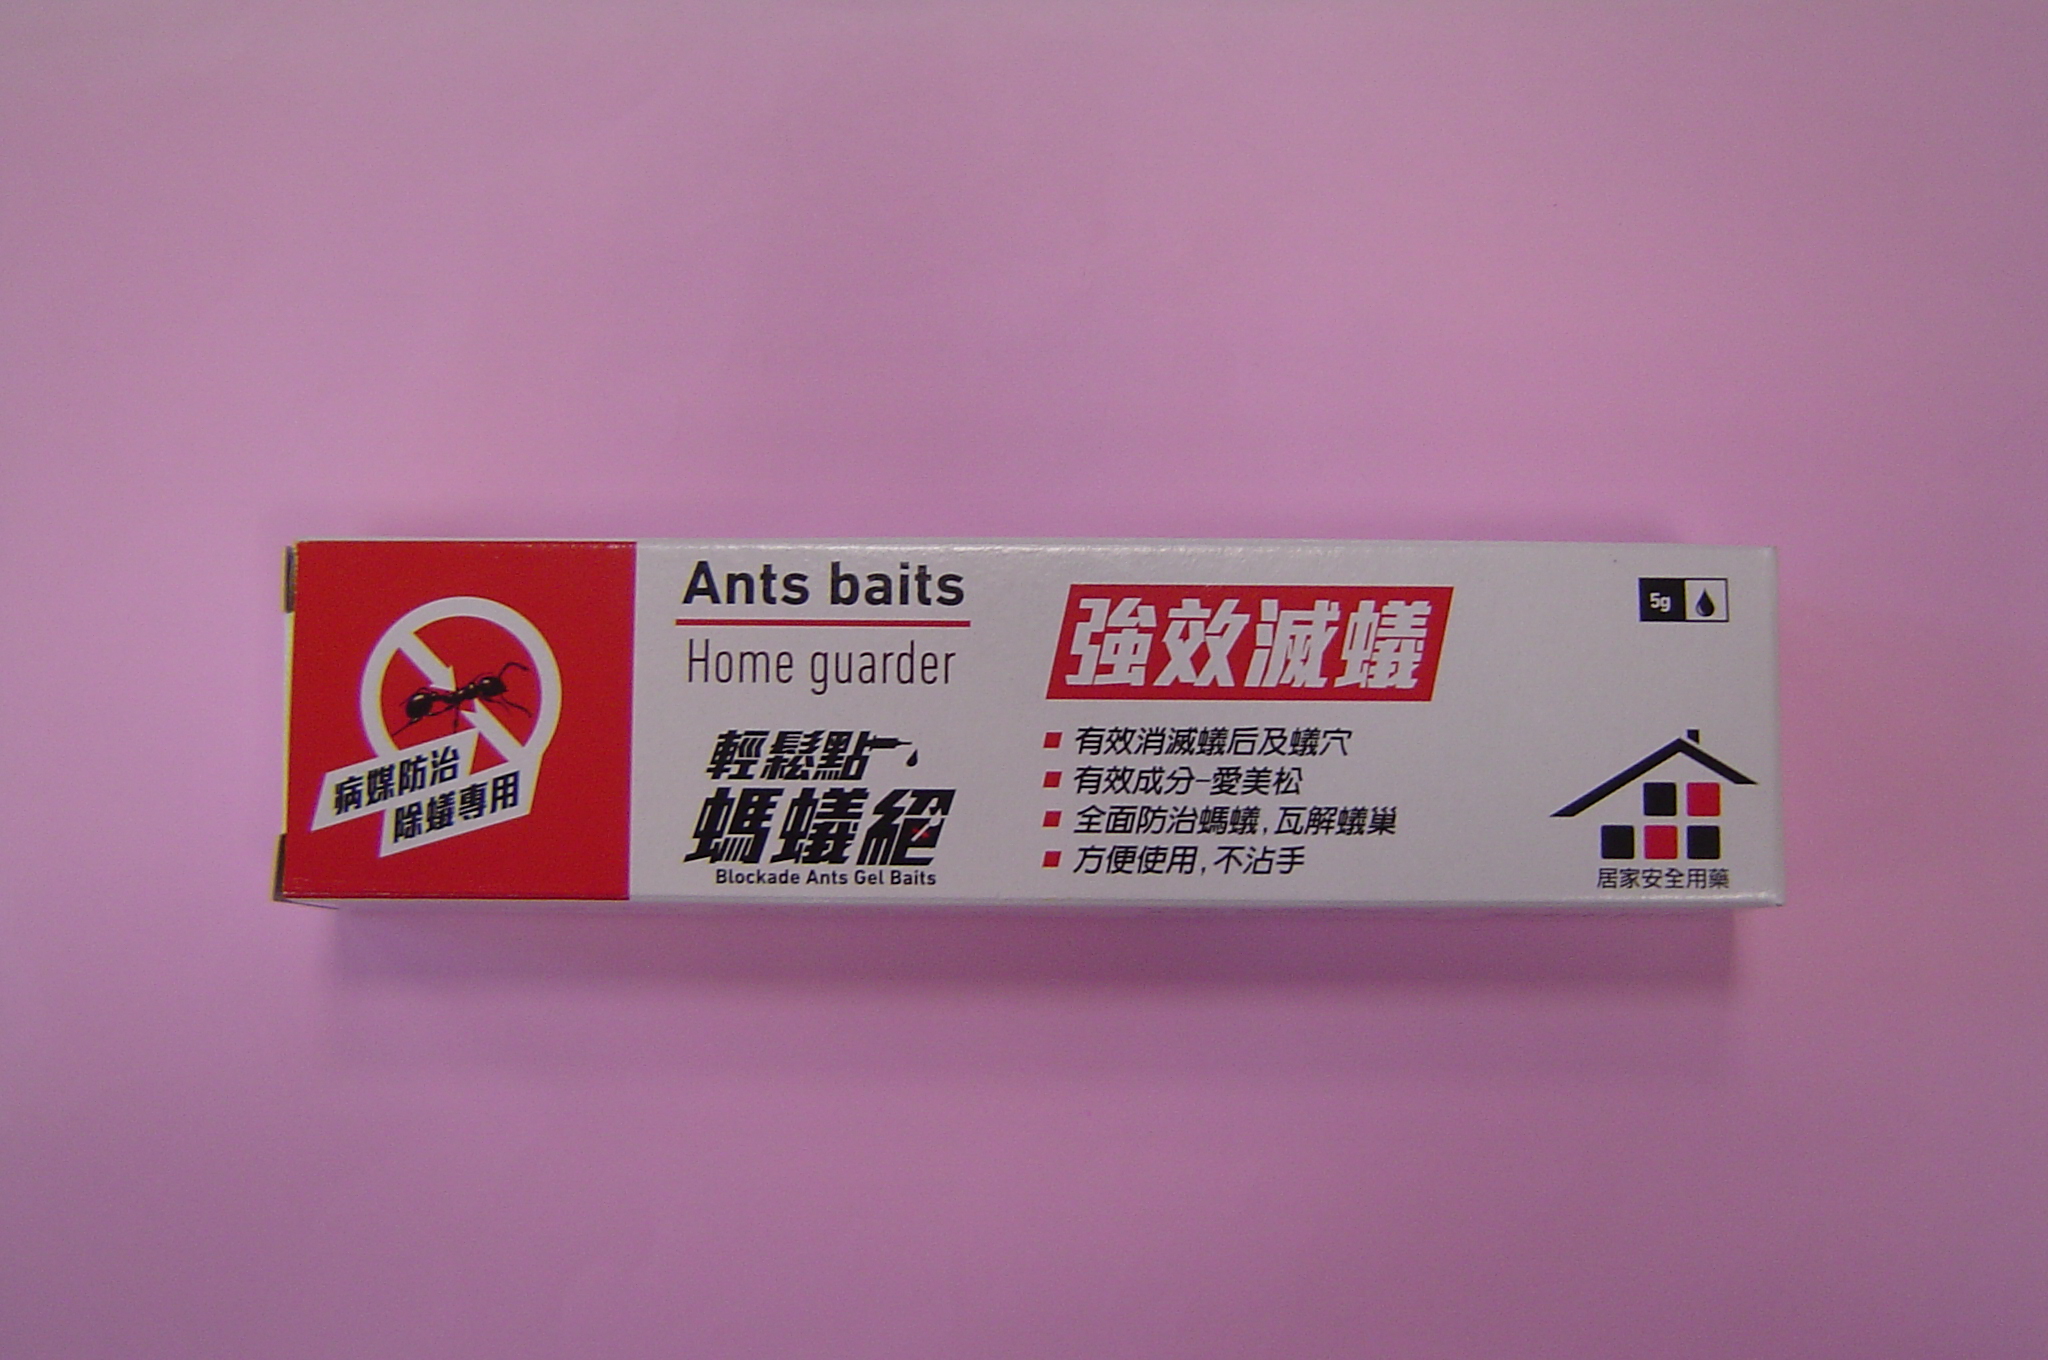 病媒防治
除蟻專用
Ants baits
Home guarder
輕鬆點
螞蟻絕
Blockade Ants Gel Baits
強效滅蟻
有效消滅蟻后及蟻穴
有效成分-愛美松
全面防治螞蟻,瓦解蟻巢
方便使用,不沾手
5g
居家安全用藥